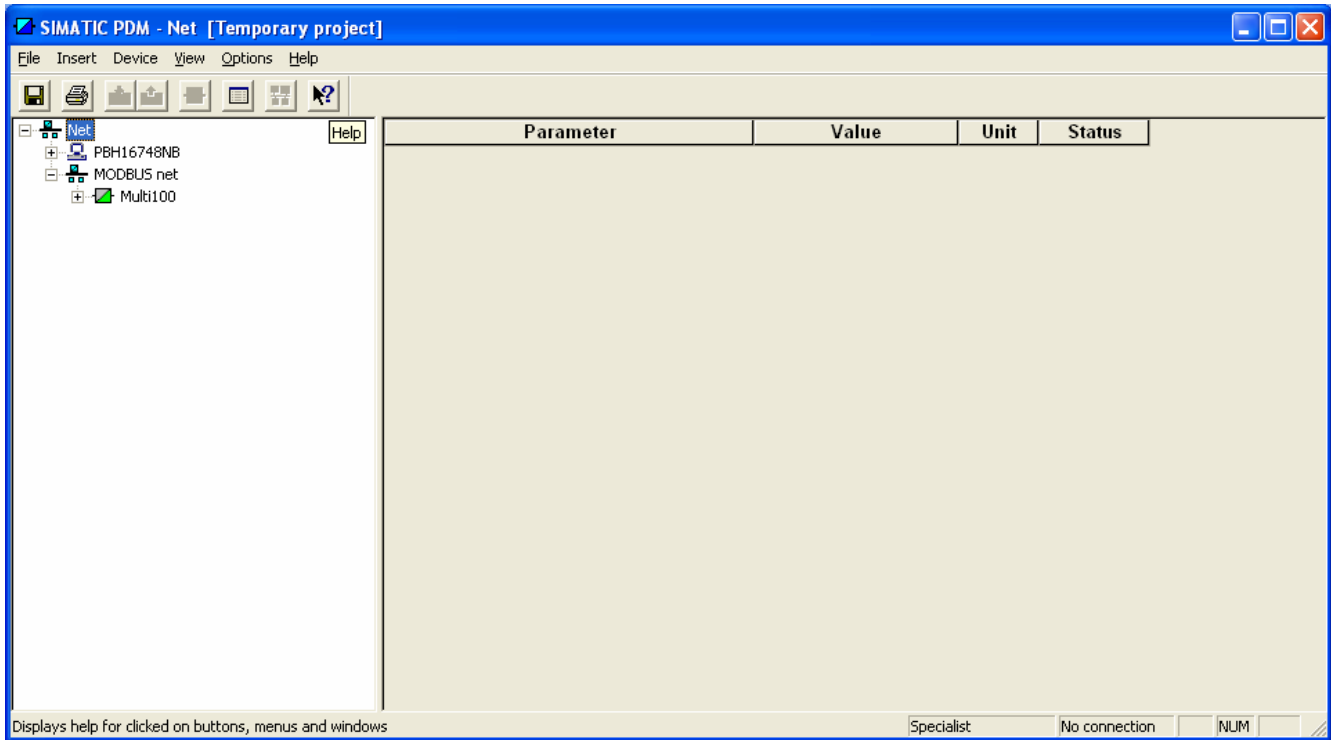 SIMATIC PDM - Net [Temporary project]
File Insert Device View Options Help
Net
Help
Parameter Value Unit Status
PBH16748NB
MODBUS net
Multi100
Displays help for clicked on buttons, menus and windows Specialist No connection NUM